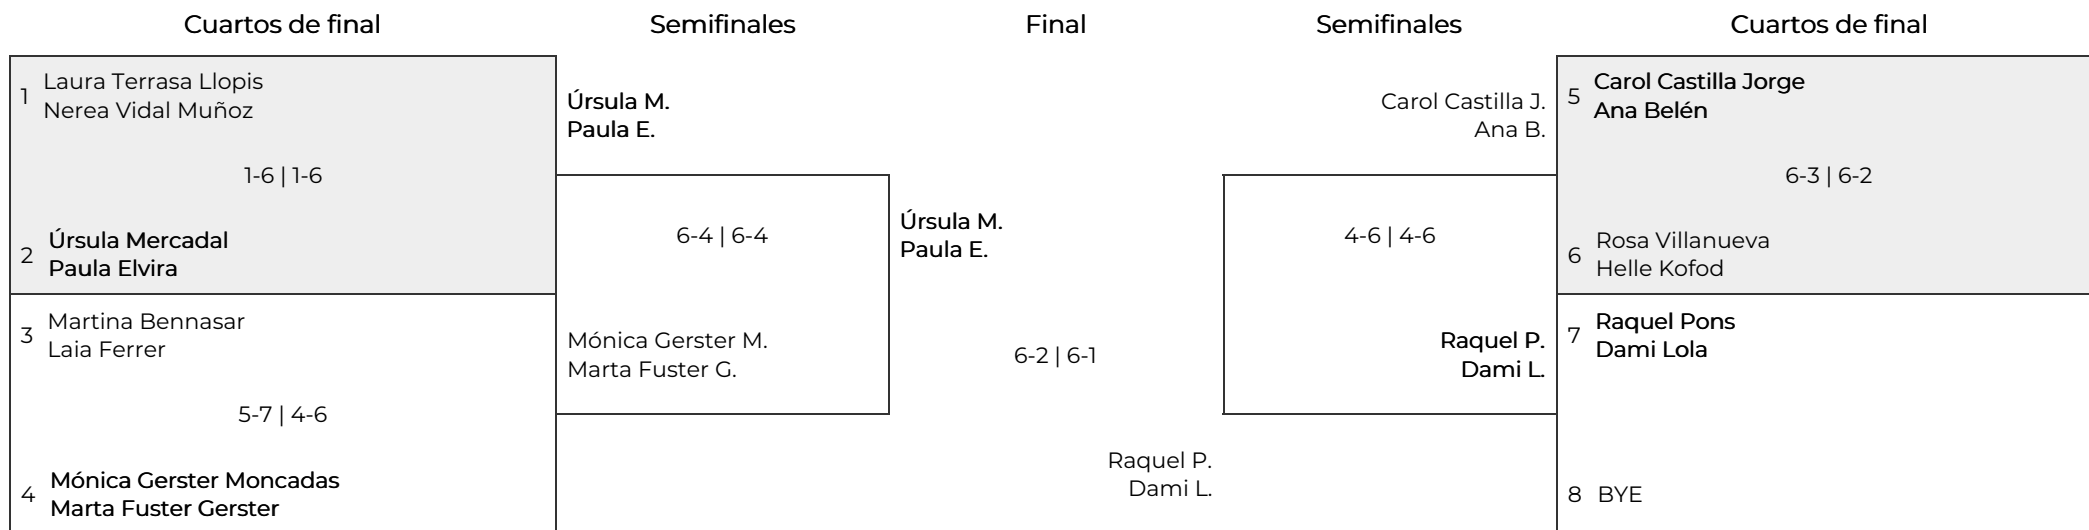 Cuartos de final
Semifinales
Final
Semifinales
Cuartos de final
1
Laura Terrasa Llopis
Nerea Vidal Muñoz
1-6 | 1-6
2
Úrsula Mercadal
Paula Elvira
3
Martina Bennasar
Laia Ferrer
5-7 | 4-6
4
Mónica Gerster Moncadas
Marta Fuster Gerster
Úrsula M.
Paula E.
6-4 | 6-4
Mónica Gerster M.
Marta Fuster G.
Úrsula M.
Paula E.
6-2 | 6-1
Raquel P.
Dami L.
Carol Castilla J.
Ana B.
4-6 | 4-6
Raquel P.
Dami L.
5
Carol Castilla Jorge
Ana Belén
6-3 | 6-2
6
Rosa Villanueva
Helle Kofod
7
Raquel Pons
Dami Lola
8 BYE